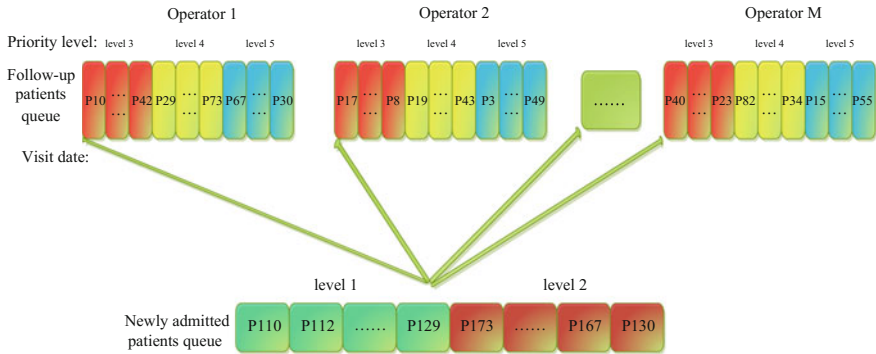 Operator 1 Operator 2 Operator M
Priority level: level 3 level 4 level 5 level 3 level 4 level 5 level 3 level 4 level 5
Follow-up
patients
queue
P10 ...... ...... P42 P29 ...... ...... P73 P67 ...... ...... P30
P17 ...... ...... P8 P19 ...... ...... P43 P3 ...... ...... P49
......
P40 ...... ...... P23 P82 ...... ...... P34 P15 ...... ...... P55
Visit date:
level 1 level 2
Newly admitted
patients queue
P110 P112 ...... P129 P173 ...... P167 P130